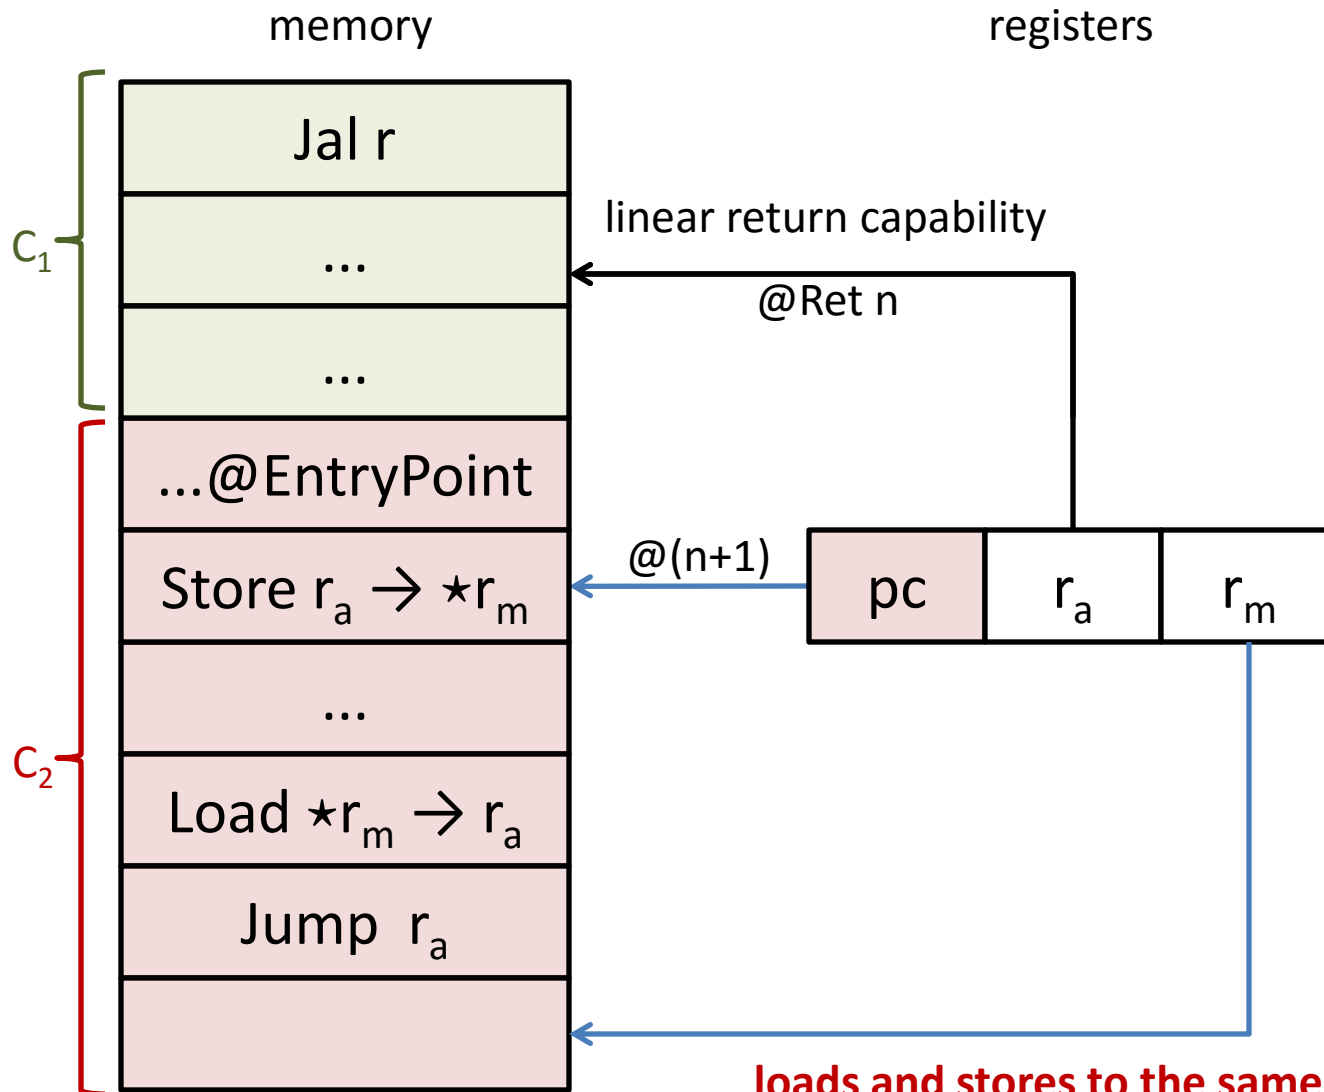 memory
registers
Jal r
linear return capability
C₁
...
@Ret n
...
...@EntryPoint
@(n+1)
Store rₐ → ⋆rₘ
pc
rₐ
rₘ
...
C₂
Load ⋆rₘ → rₐ
Jump rₐ
loads and stores to the same